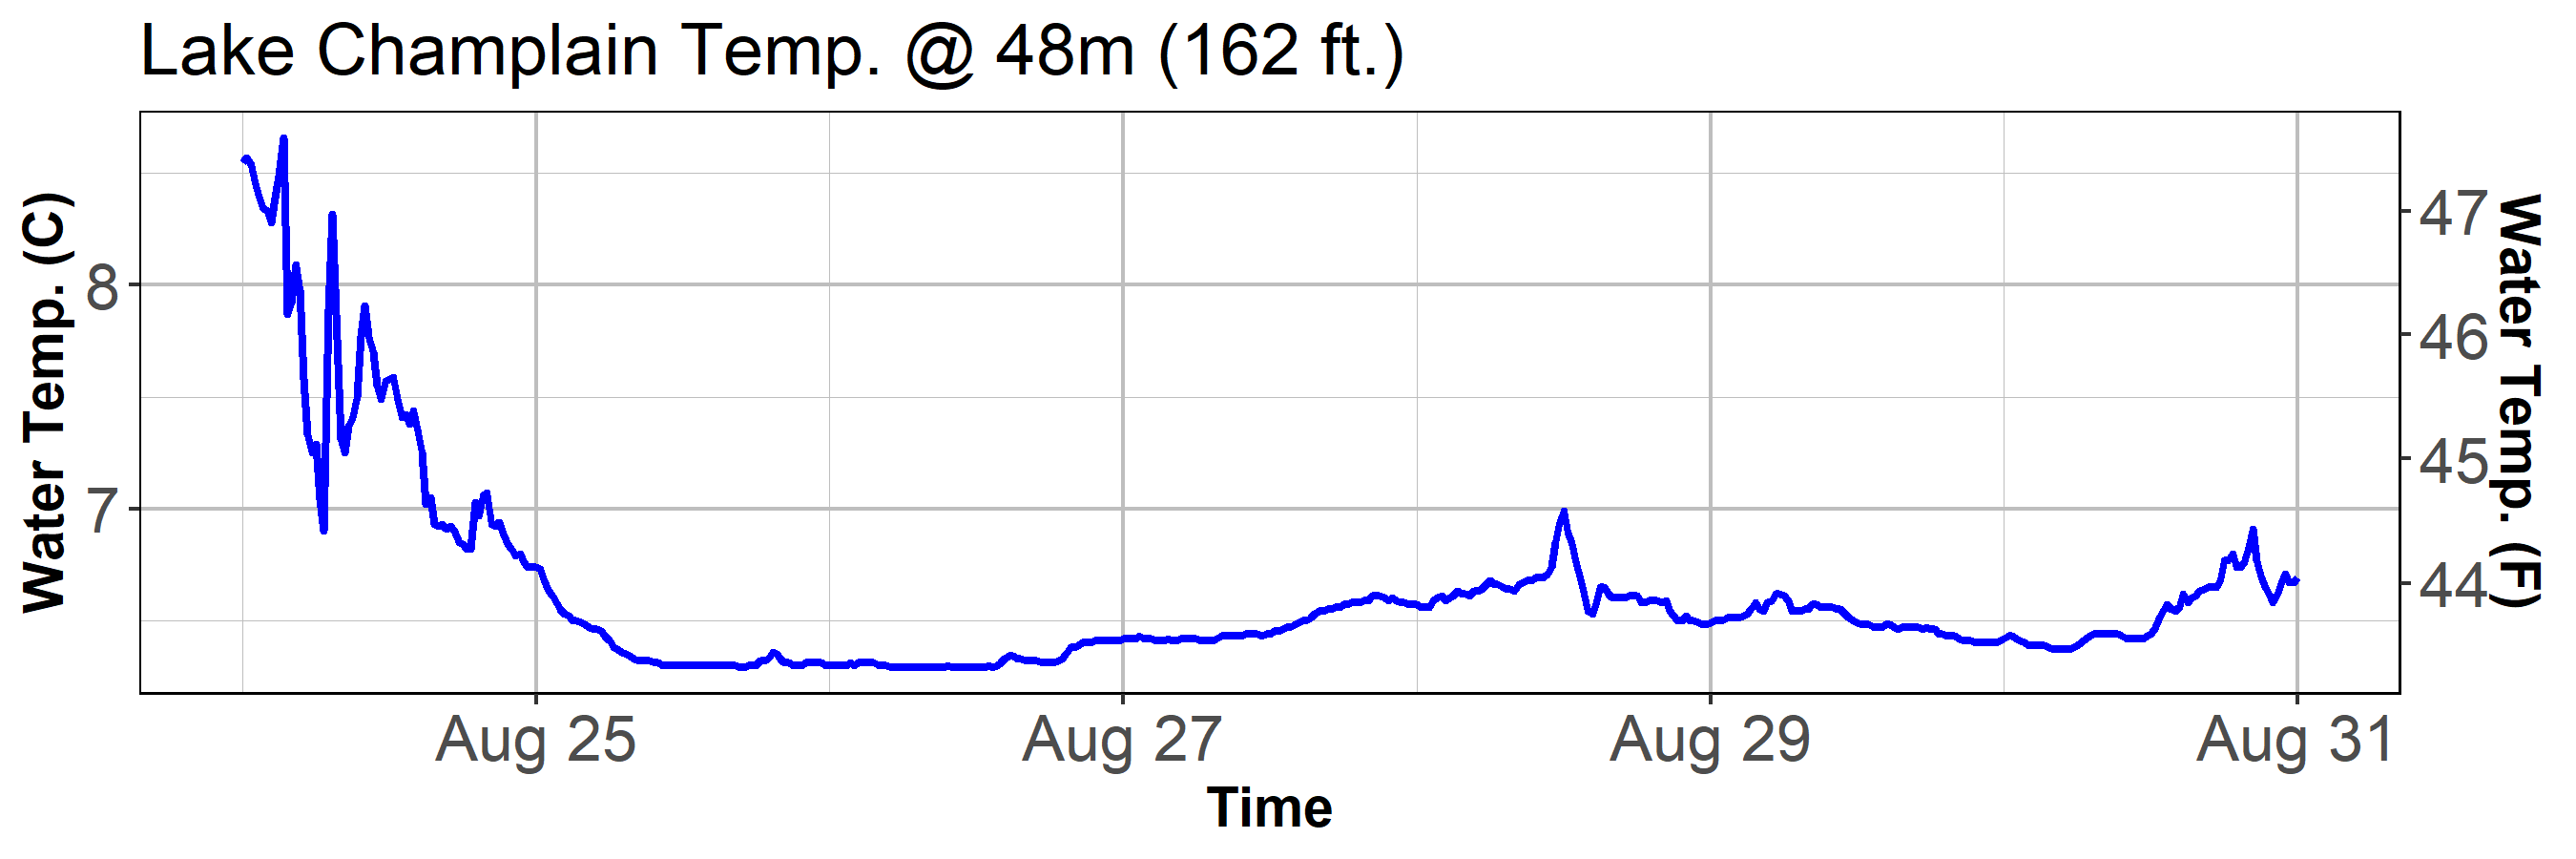 Lake Champlain Temp. @ 48m (162 ft.)
Water Temp. (C)
8
7
47
46
45
44
Water Temp. (F)
Aug 25
Aug 27
Aug 29
Aug 31
Time